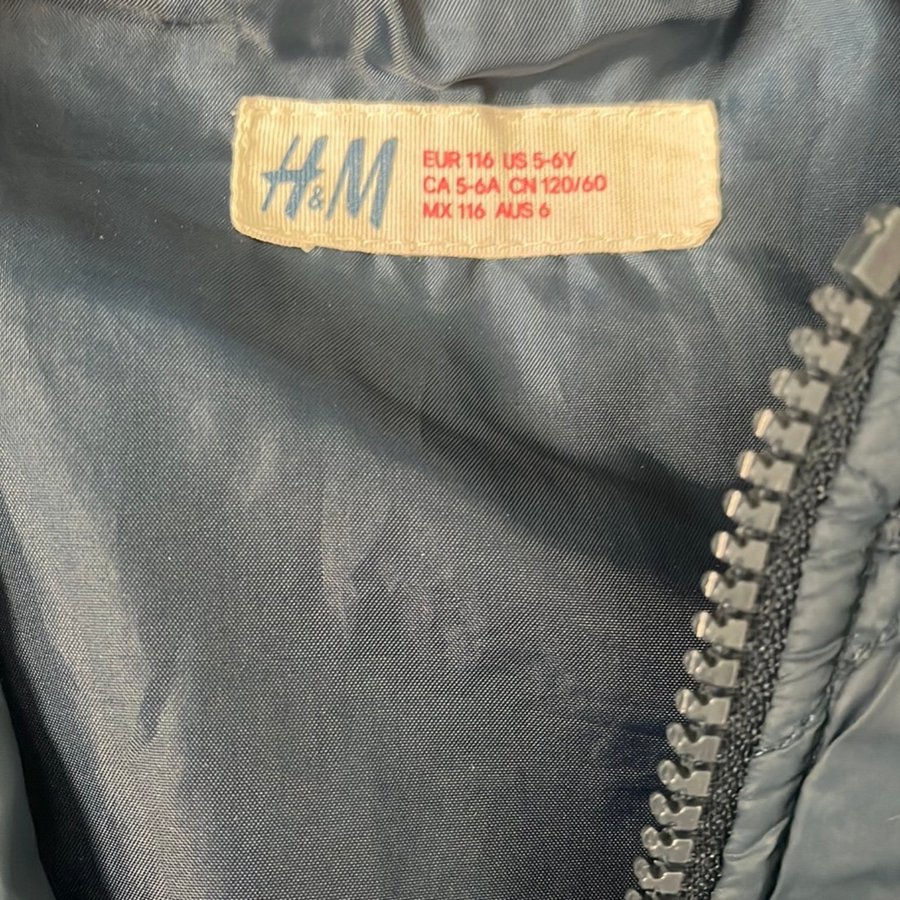 H&M
EUR 116 US 5-6Y
CA 5-6A CN 120/60
MX 116 AUS 6